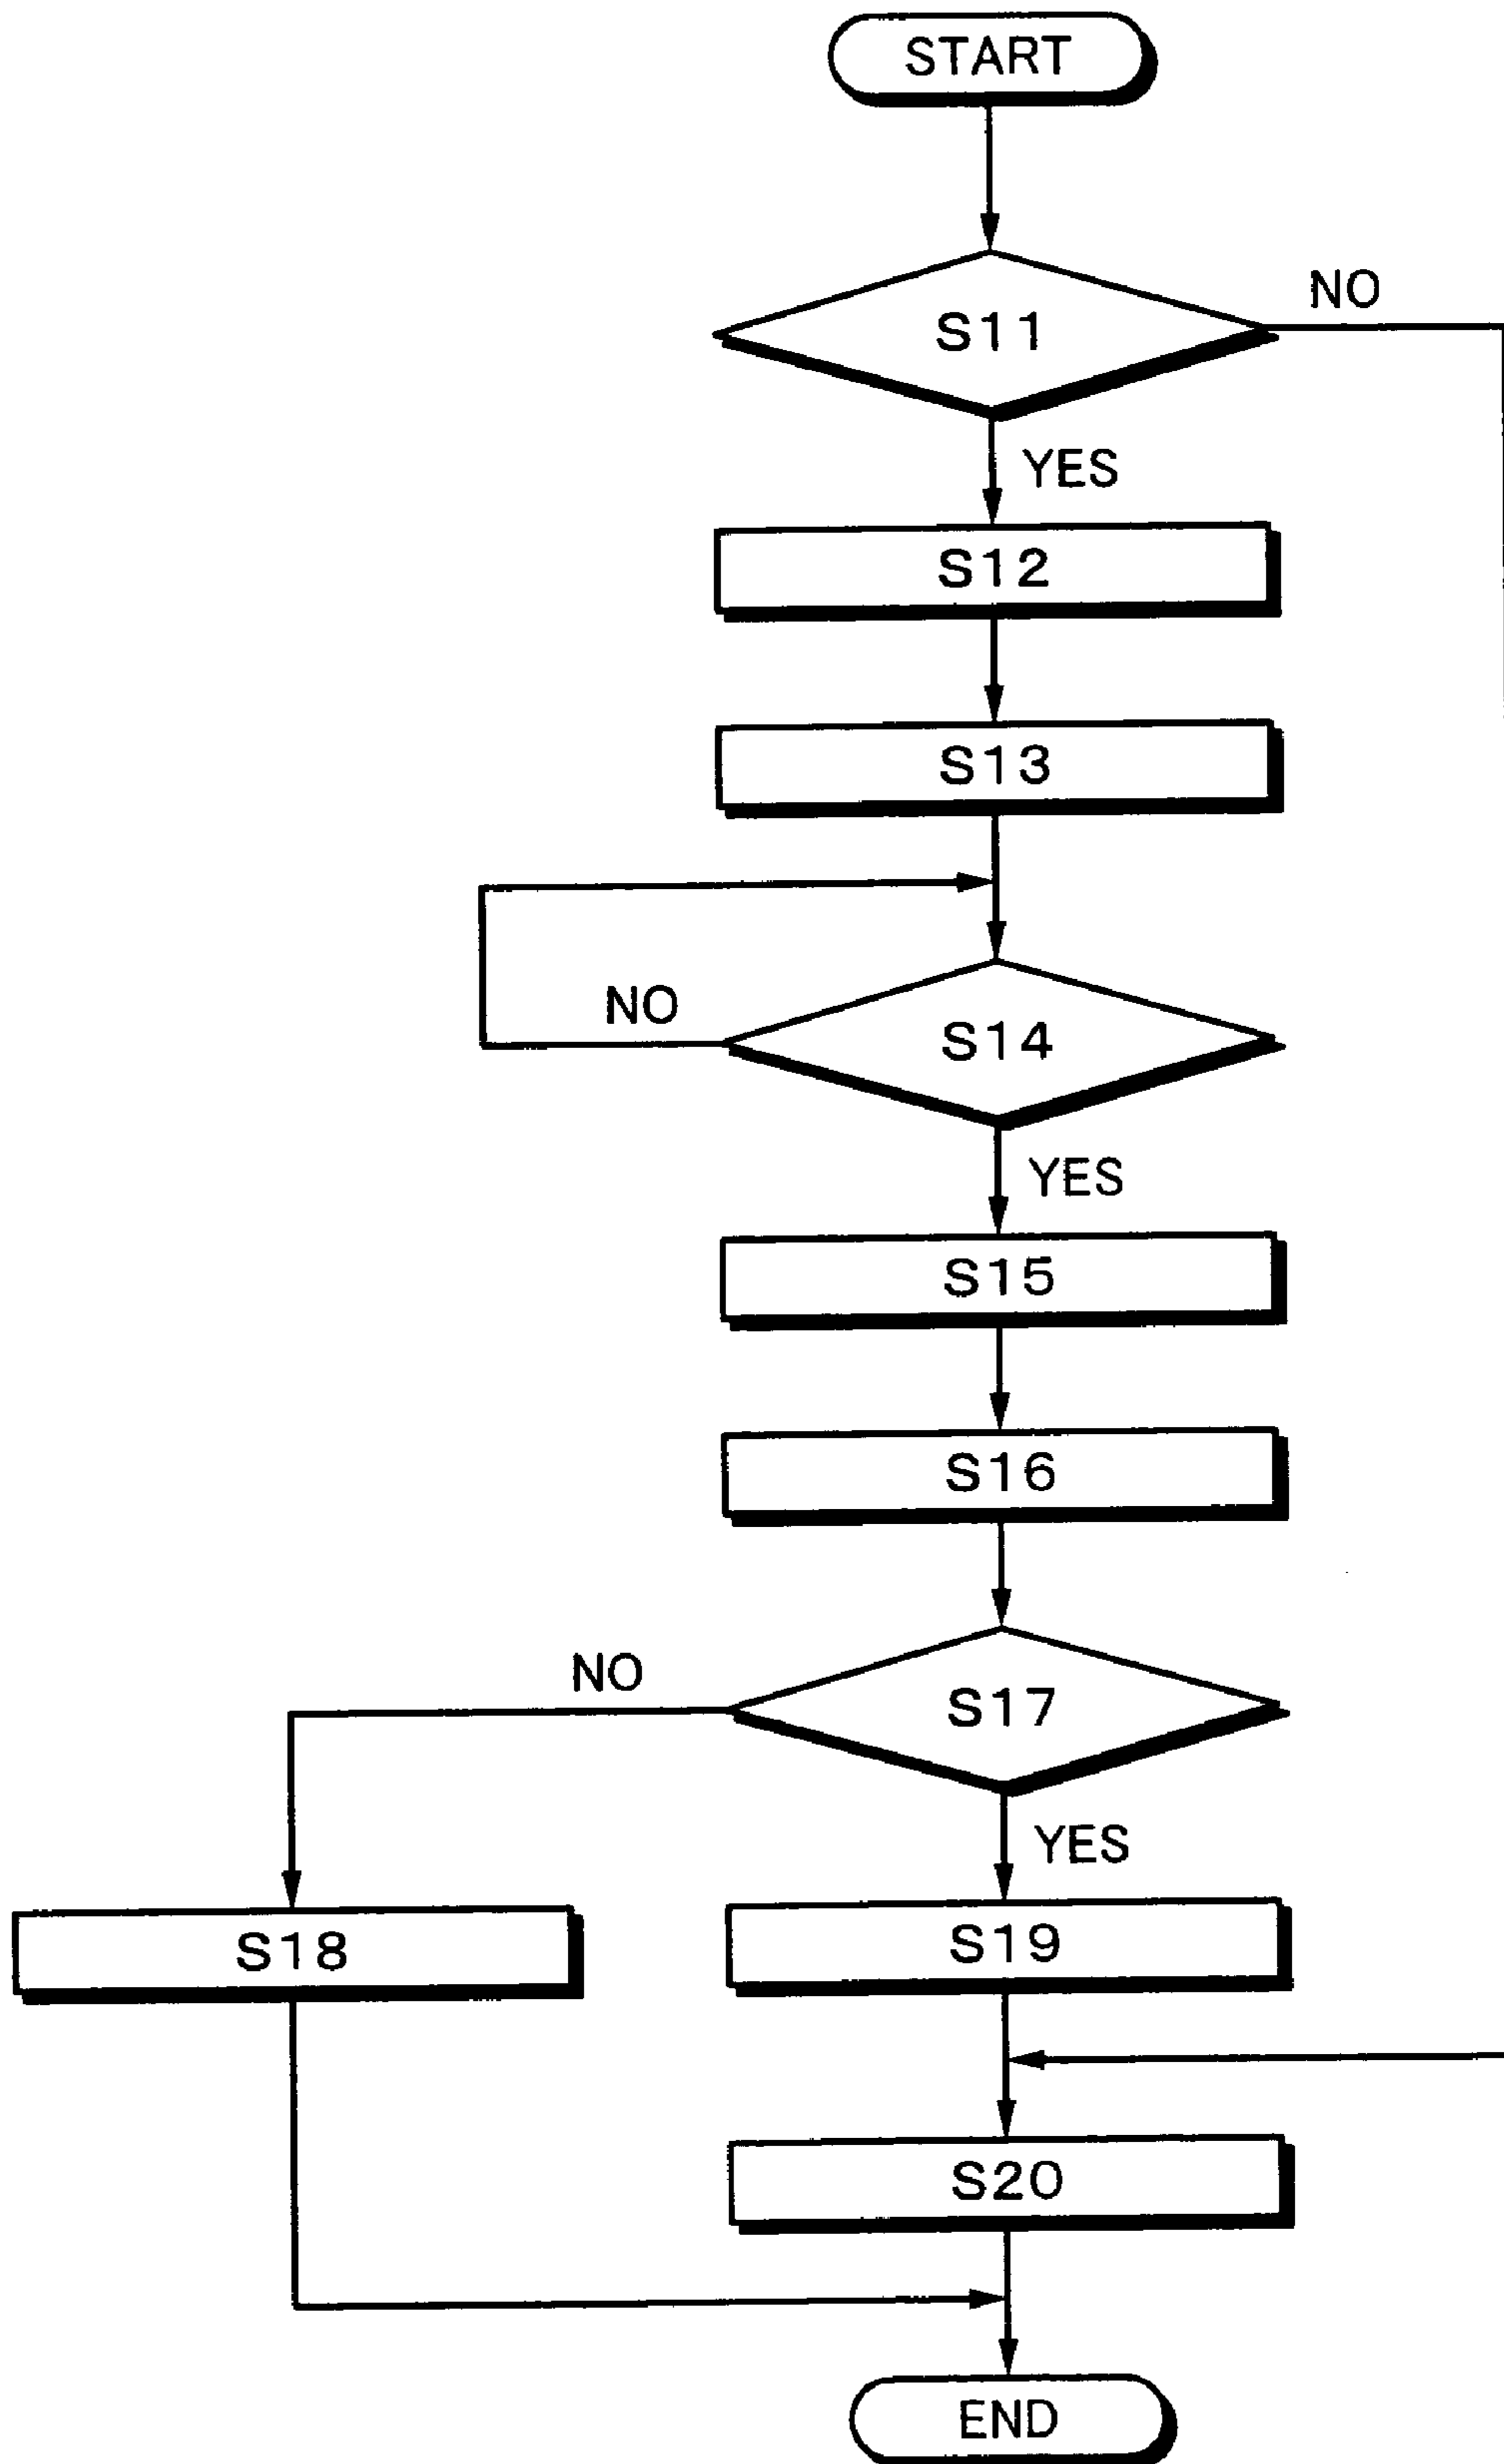 START
S11
NO
YES
S12
S13
NO
S14
YES
S15
S16
NO
S17
YES
S18
S19
S20
END